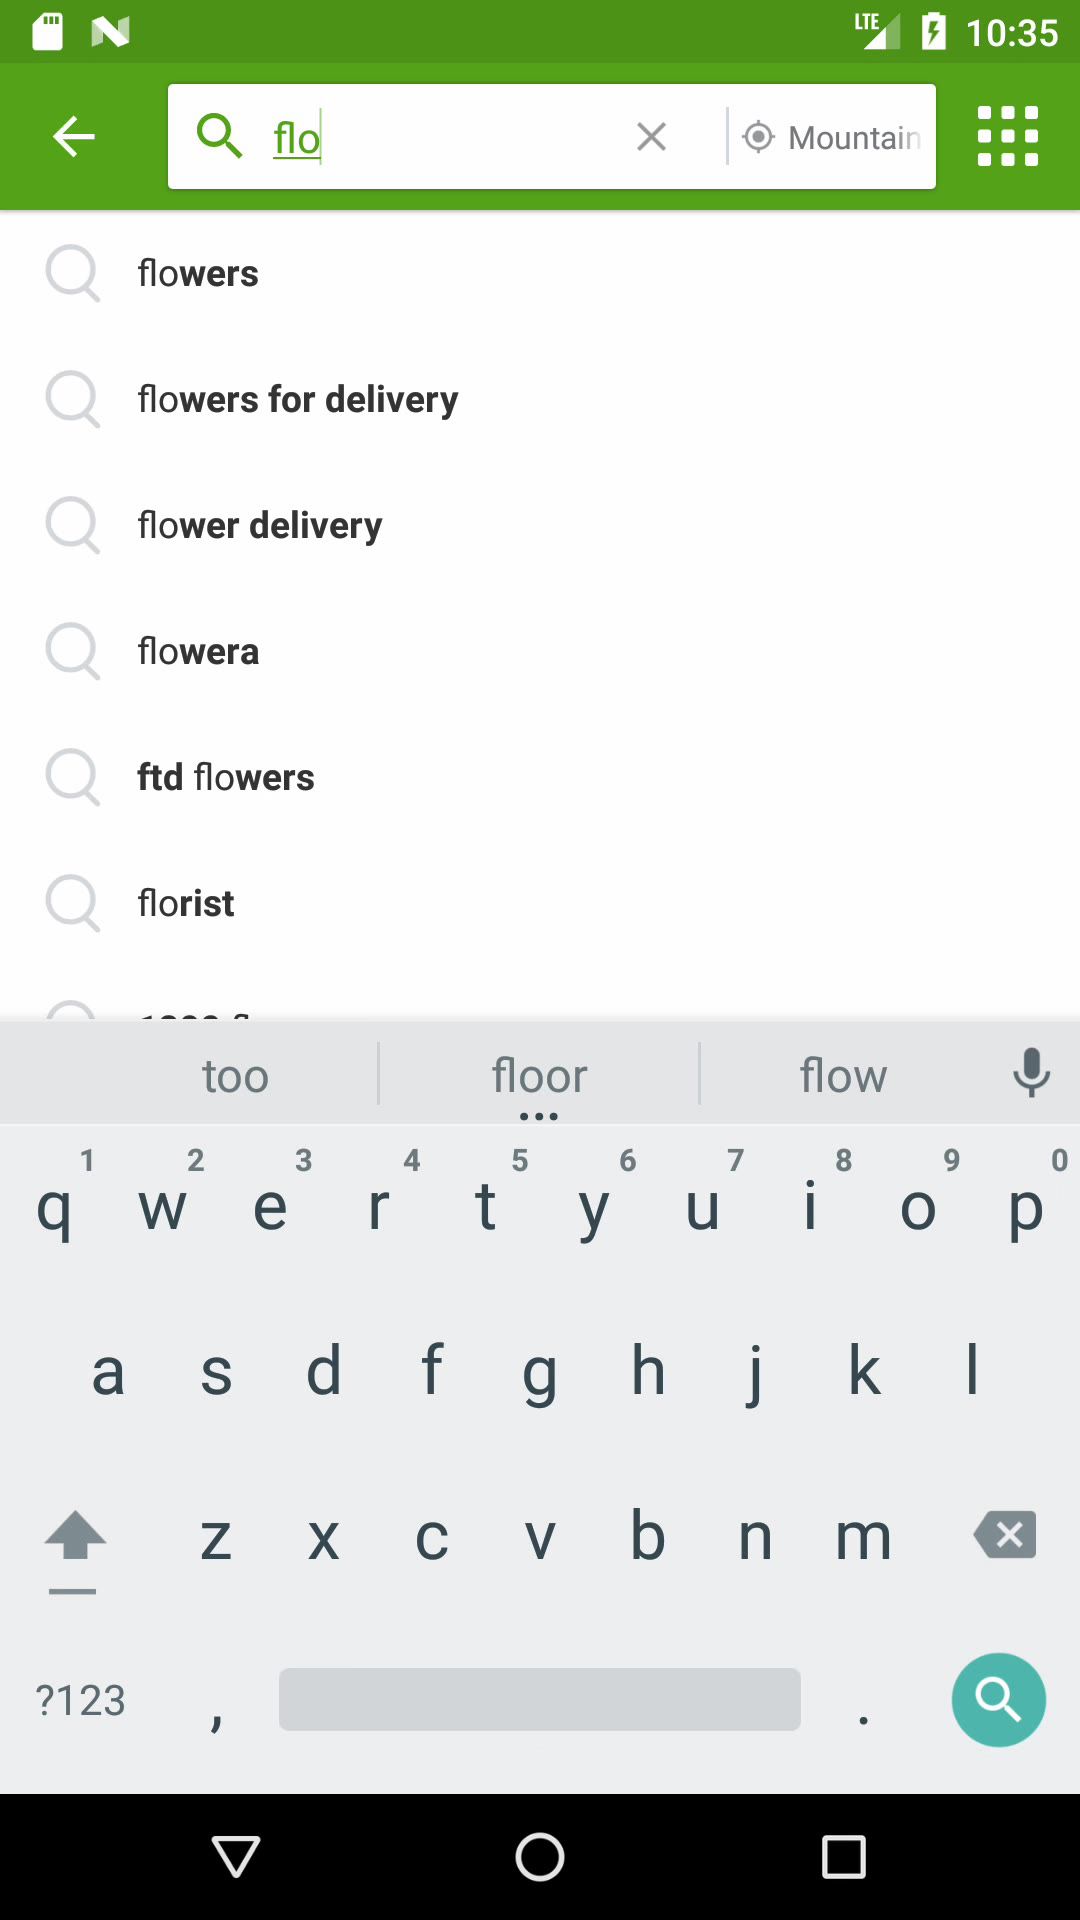 LTE 10:35
flo Mountain
flowers
flowers for delivery
flower delivery
flowera
ftd flowers
florist
too floor flow
1 2 3 4 5 6 7 8 9 0
q w e r t y u i o p
a s d f g h j k l
z x c v b n m
?123 , .